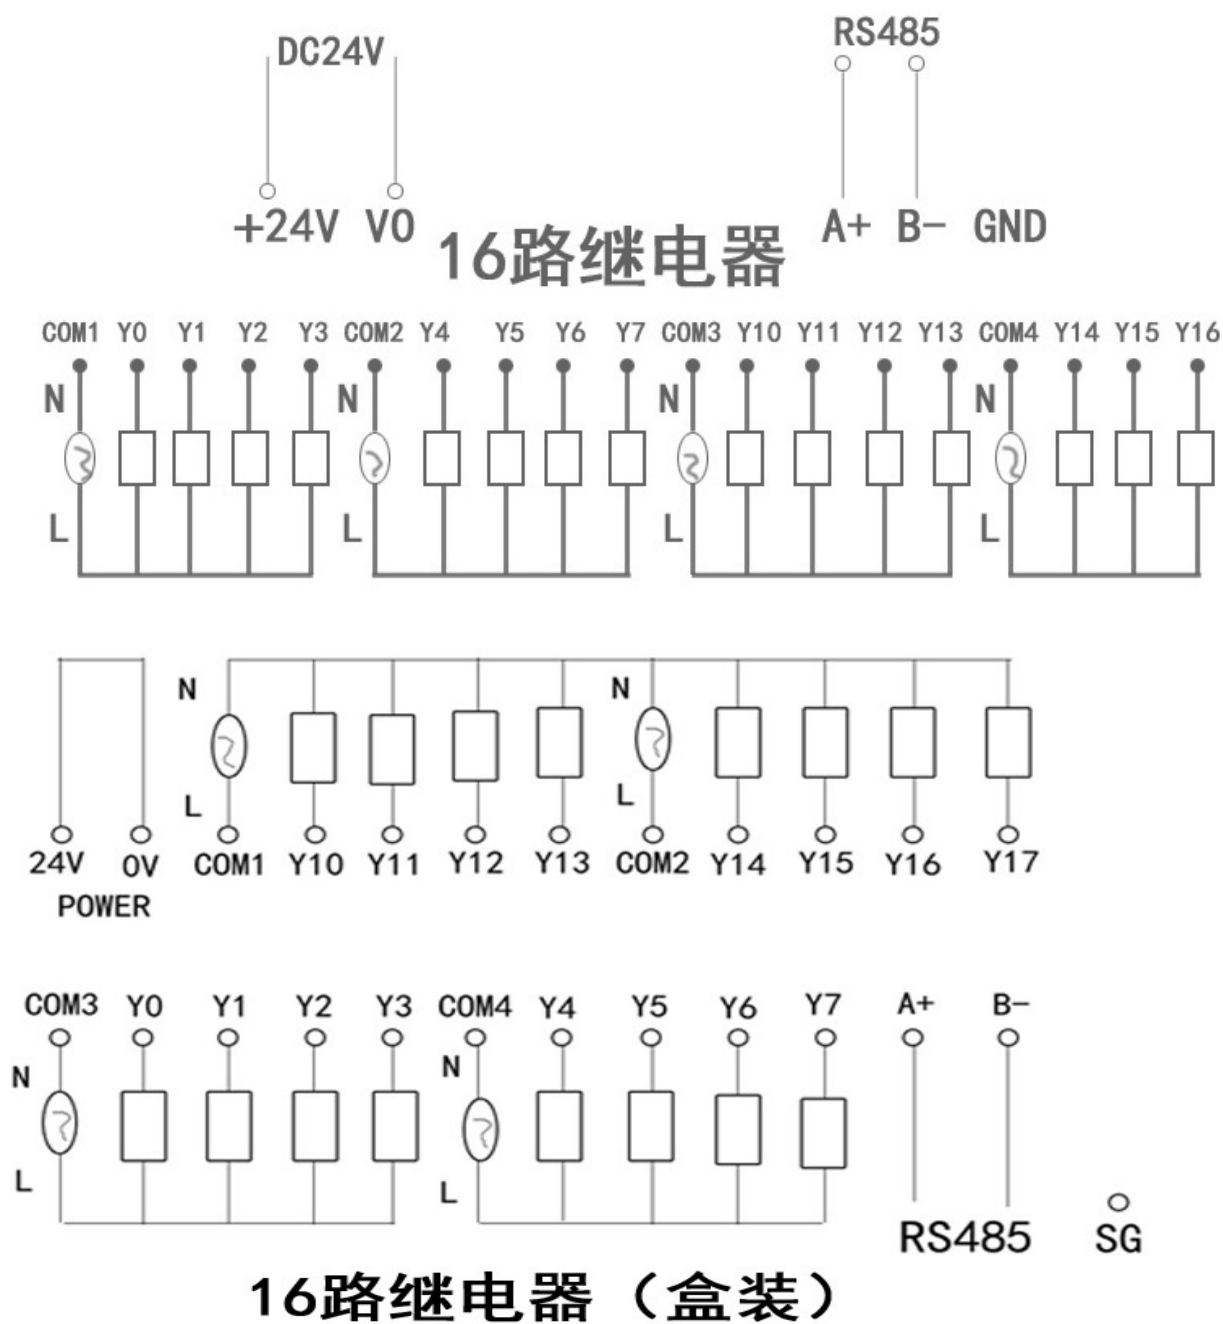 DC24V RS485
+24V V0 A+ B- GND
16路继电器
COM1 Y0 Y1 Y2 Y3 COM2 Y4 Y5 Y6 Y7 COM3 Y10 Y11 Y12 Y13 COM4 Y14 Y15 Y16
N N N N
L L L L
N N
L L
24V 0V COM1 Y10 Y11 Y12 Y13 COM2 Y14 Y15 Y16 Y17
POWER
COM3 Y0 Y1 Y2 Y3 COM4 Y4 Y5 Y6 Y7 A+ B-
N N
L L
RS485 SG
16路继电器（盒装）